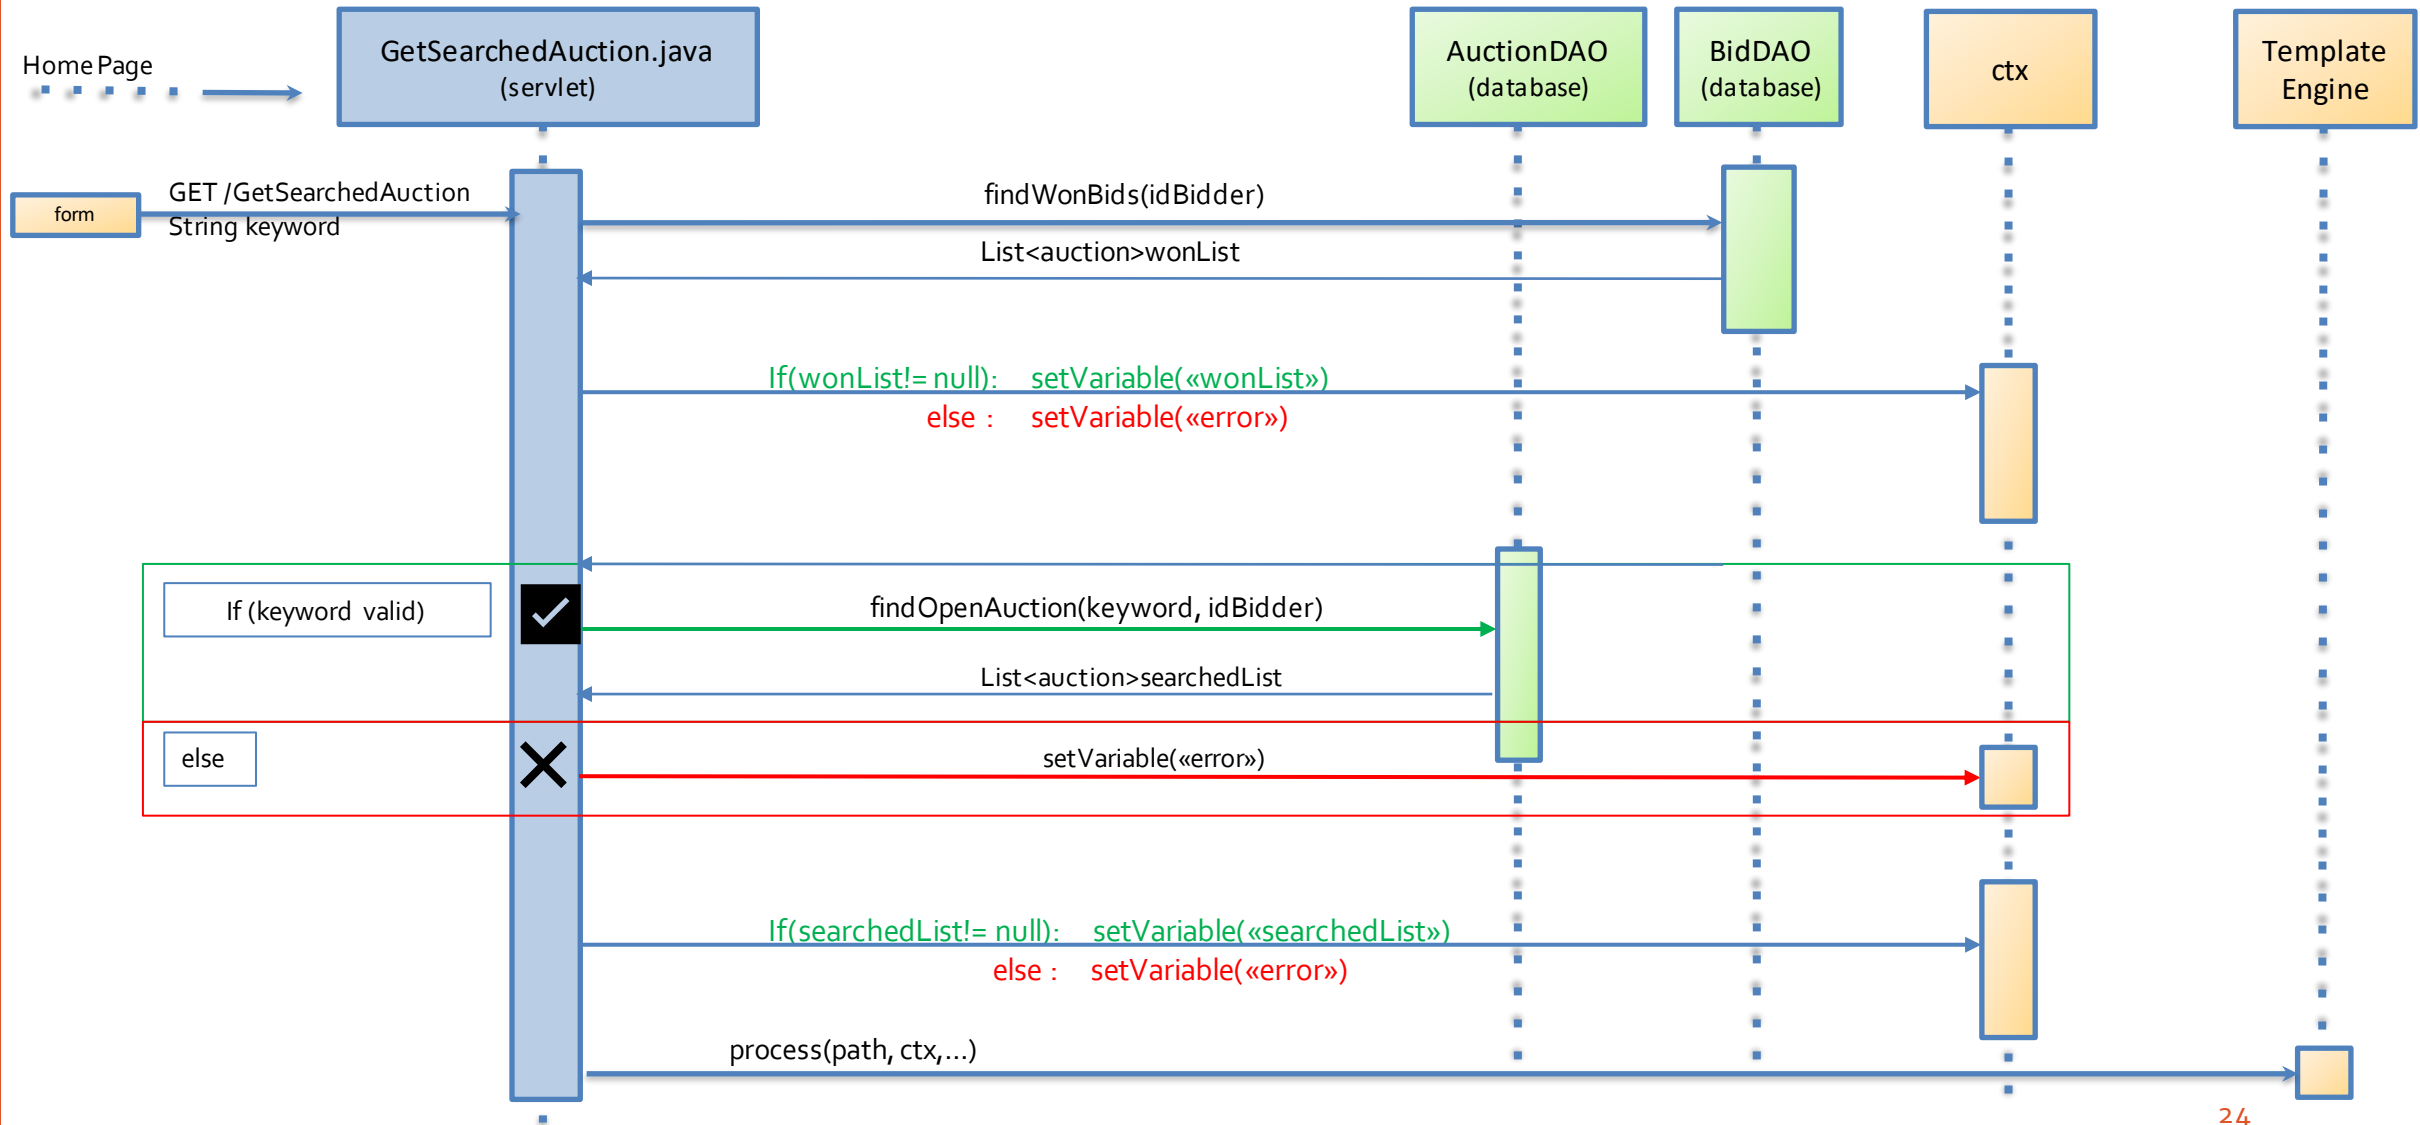 Home Page
GetSearchedAuction.java
(servlet)
AuctionDAO
(database)
BidDAO
(database)
ctx
Template
Engine
form
GET /GetSearchedAuction
String keyword
findWonBids(idBidder)
List<auction>wonList
If(wonList!= null): setVariable(«wonList»)
else : setVariable(«error»)
If (keyword valid)
findOpenAuction(keyword, idBidder)
List<auction>searchedList
else
setVariable(«error»)
If(searchedList!= null): setVariable(«searchedList»)
else : setVariable(«error»)
process(path, ctx,...)
24